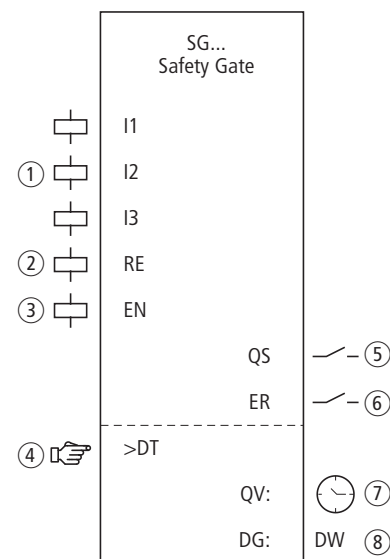 SG...
Safety Gate
I1
① I2
I3
② RE
③ EN
QS ⑤
ER ⑥
④ >DT
QV: ⑦
DG: DW ⑧